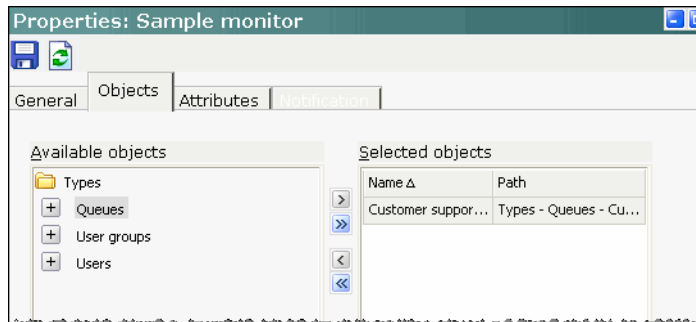 Properties: Sample monitor
General Objects Attributes Notification
Available objects
Types
Queues
User groups
Users
Selected objects
Name Path
Customer suppor... Types - Queues - Cu...